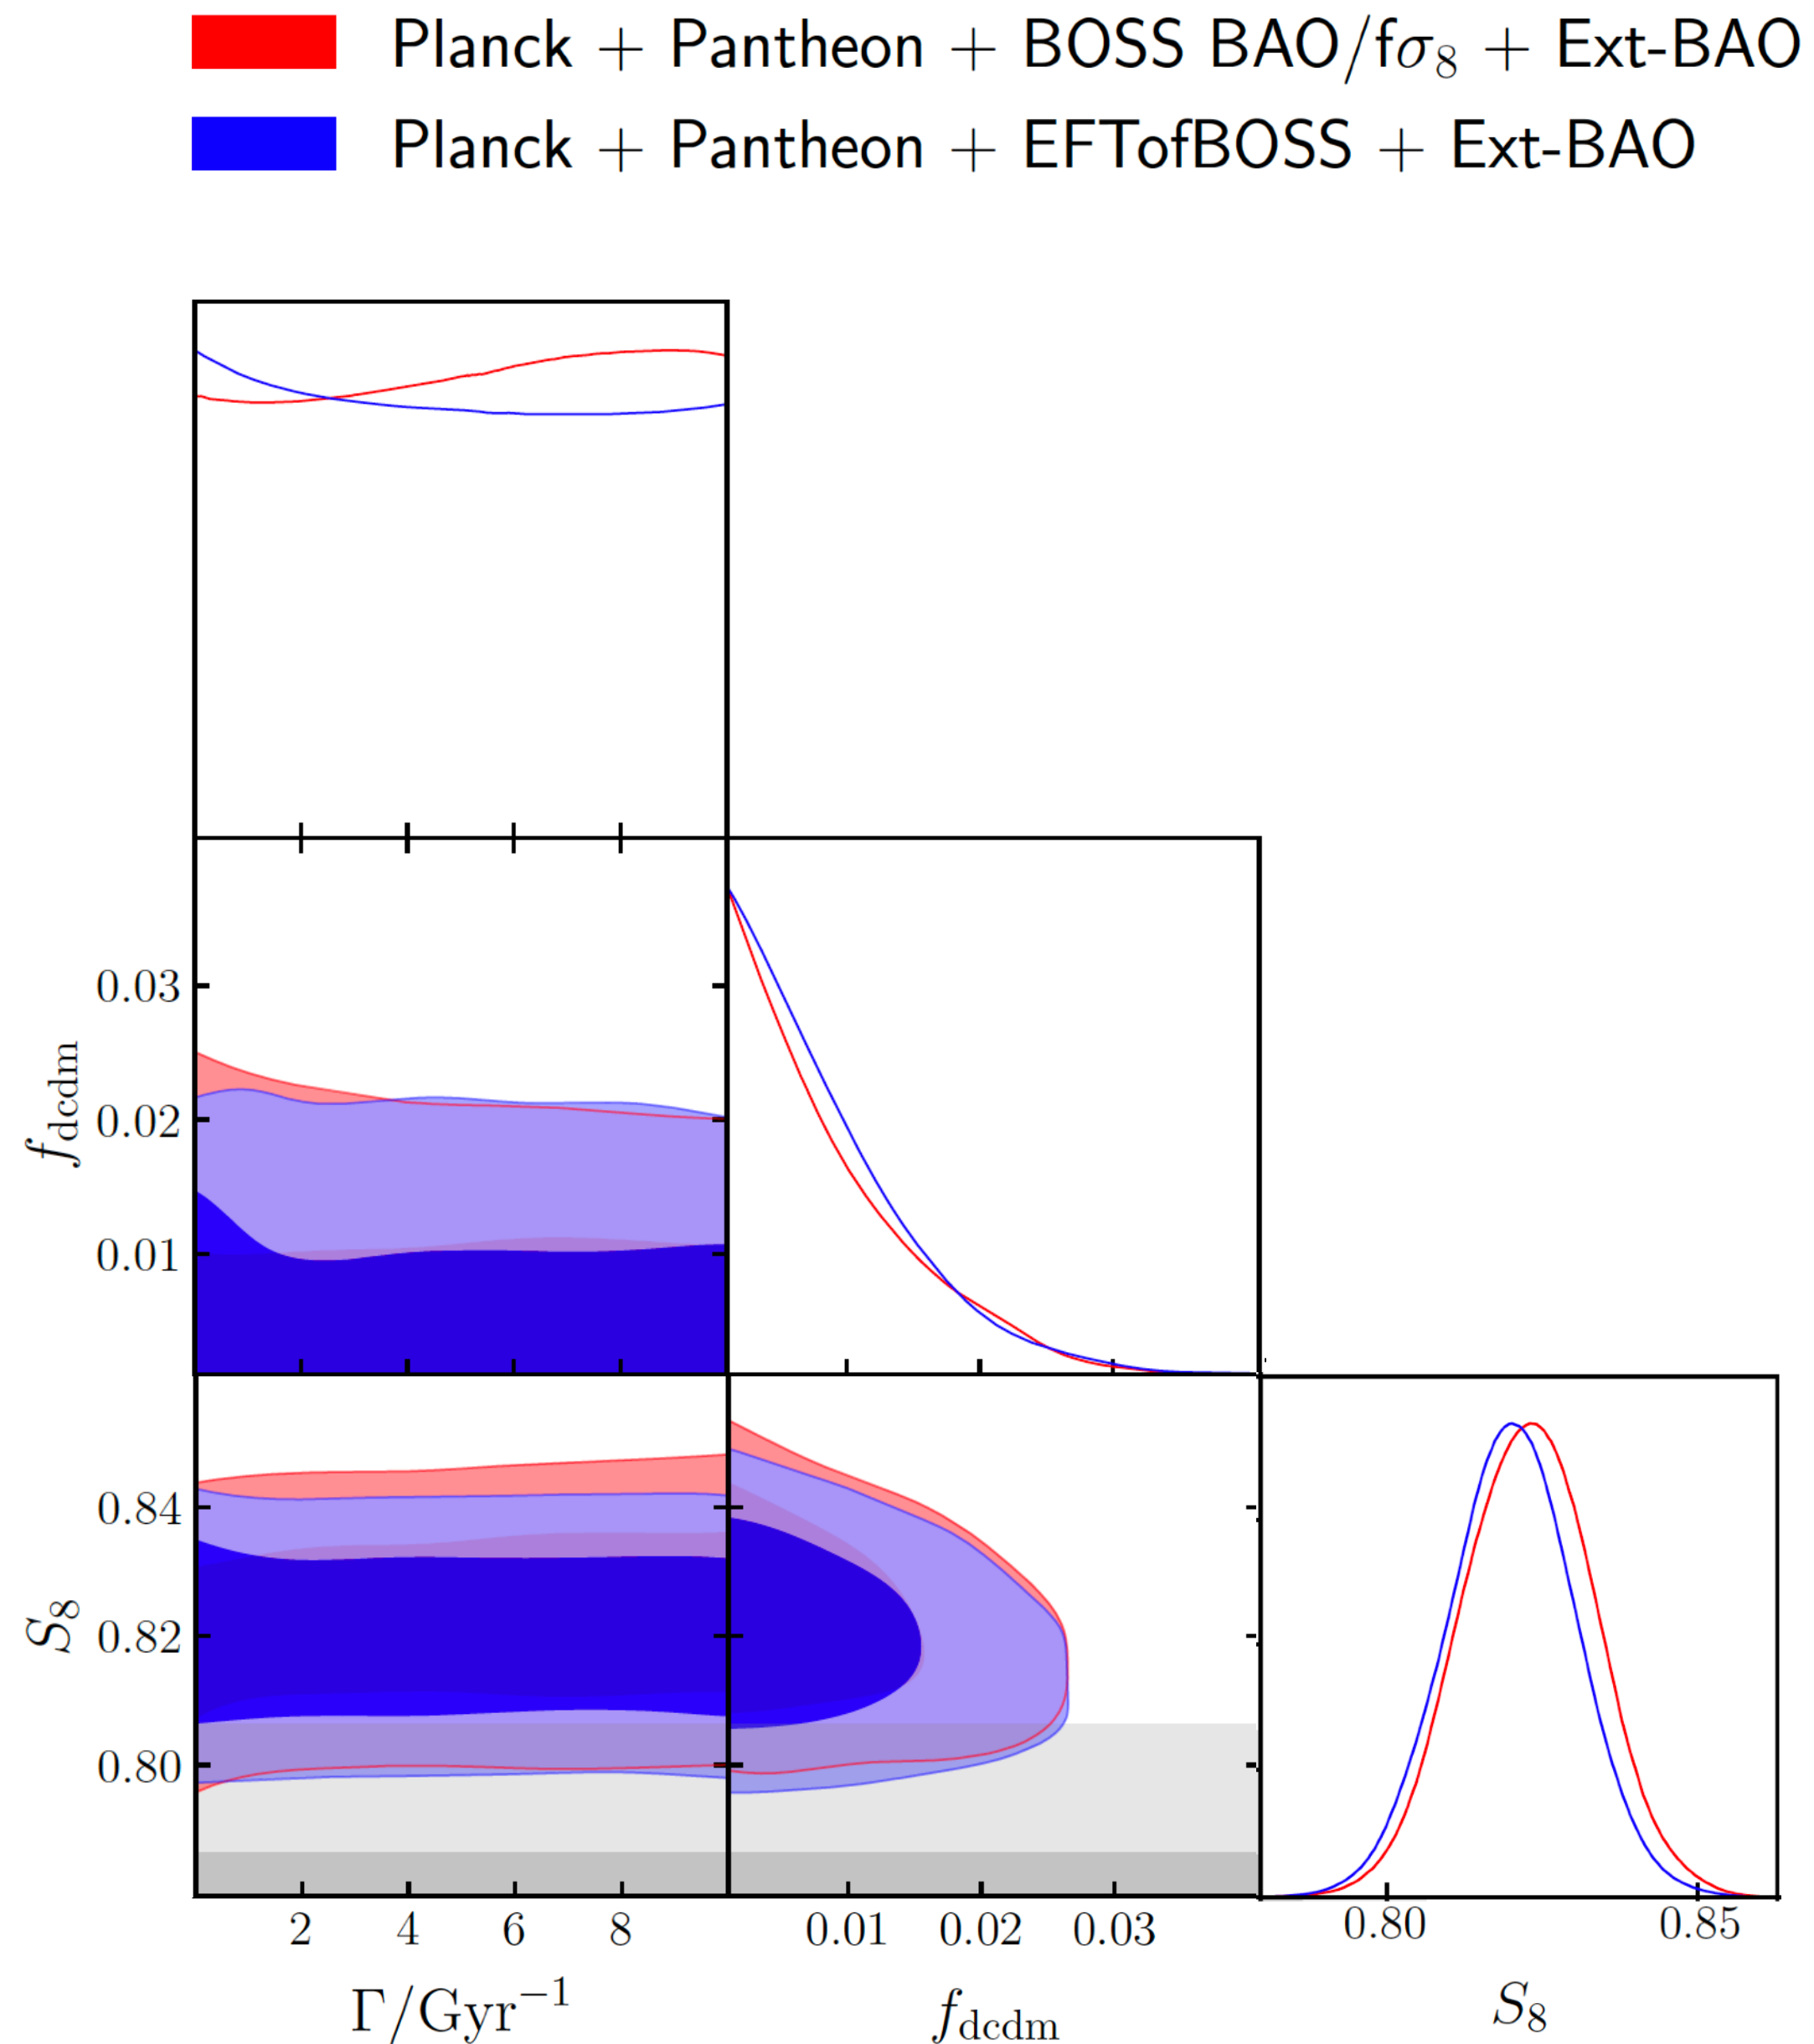 Planck + Pantheon + BOSS BAO/fσ₈ + Ext-BAO
Planck + Pantheon + EFTofBOSS + Ext-BAO
0.03
0.02
0.01
f_dcdm
0.84
0.82
0.80
S₈
2 4 6 8 0.01 0.02 0.03 0.80 0.85
Γ/Gyr⁻¹ f_dcdm S₈